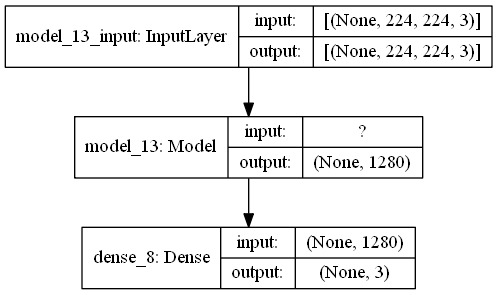 model_13_input: InputLayer
input:
[(None, 224, 224, 3)]
output:
[(None, 224, 224, 3)]
model_13: Model
input:
?
output:
(None, 1280)
dense_8: Dense
input:
(None, 1280)
output:
(None, 3)